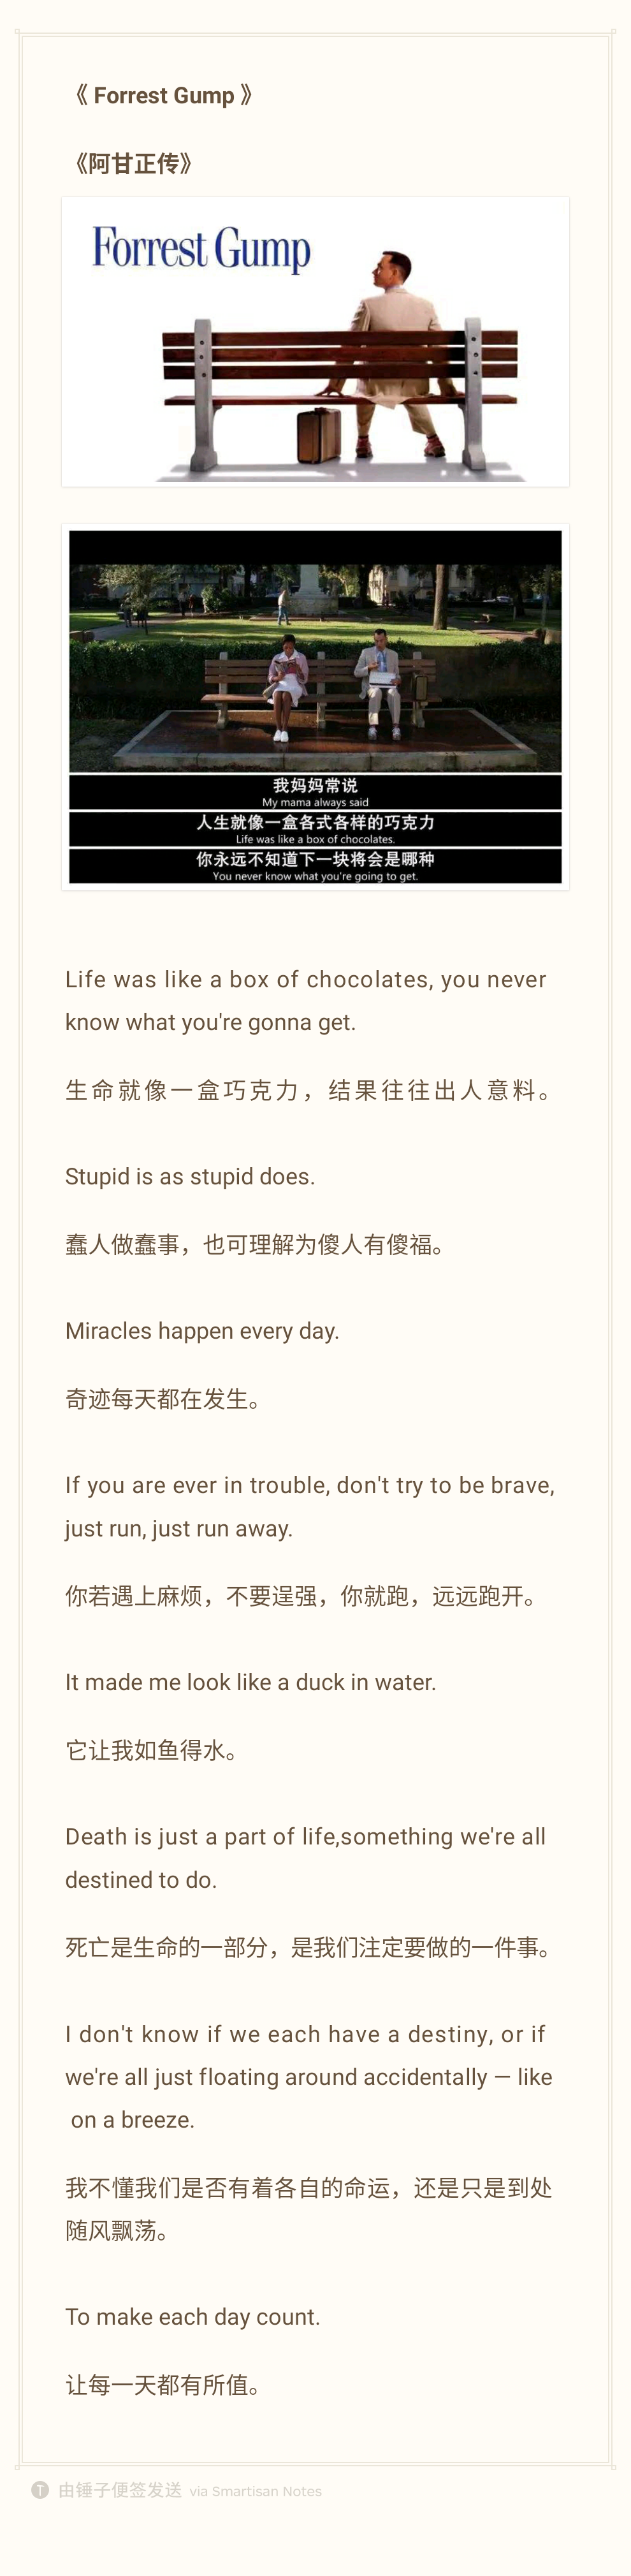 《 Forrest Gump 》
《阿甘正传》
Forrest Gump
我妈妈常说
My mama always said
人生就像一盒各式各样的巧克力
Life was like a box of chocolates.
你永远不知道下一块将会是哪种
You never know what you're going to get.
Life was like a box of chocolates, you never
know what you're gonna get.
生命就像一盒巧克力，结果往往出人意料。
Stupid is as stupid does.
蠢人做蠢事，也可理解为傻人有傻福。
Miracles happen every day.
奇迹每天都在发生。
If you are ever in trouble, don't try to be brave,
just run, just run away.
你若遇上麻烦，不要逞强，你就跑，远远跑开。
It made me look like a duck in water.
它让我如鱼得水。
Death is just a part of life,something we're all
destined to do.
死亡是生命的一部分，是我们注定要做的一件事。
I don't know if we each have a destiny, or if
we're all just floating around accidentally — like
on a breeze.
我不懂我们是否有着各自的命运，还是只是到处
随风飘荡。
To make each day count.
让每一天都有所值。
T 由锤子便签发送 via Smartisan Notes